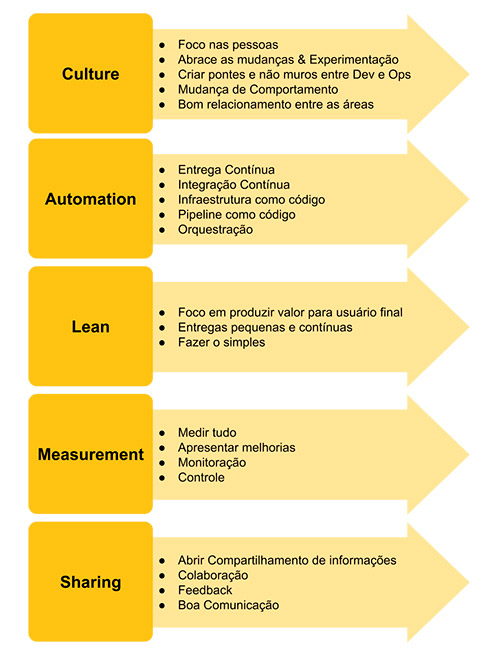 Culture
● Foco nas pessoas
● Abrace as mudanças & Experimentação
● Criar pontes e não muros entre Dev e Ops
● Mudança de Comportamento
● Bom relacionamento entre as áreas
Automation
● Entrega Contínua
● Integração Contínua
● Infraestrutura como código
● Pipeline como código
● Orquestração
Lean
● Foco em produzir valor para usuário final
● Entregas pequenas e contínuas
● Fazer o simples
Measurement
● Medir tudo
● Apresentar melhorias
● Monitoração
● Controle
Sharing
● Abrir Compartilhamento de informações
● Colaboração
● Feedback
● Boa Comunicação